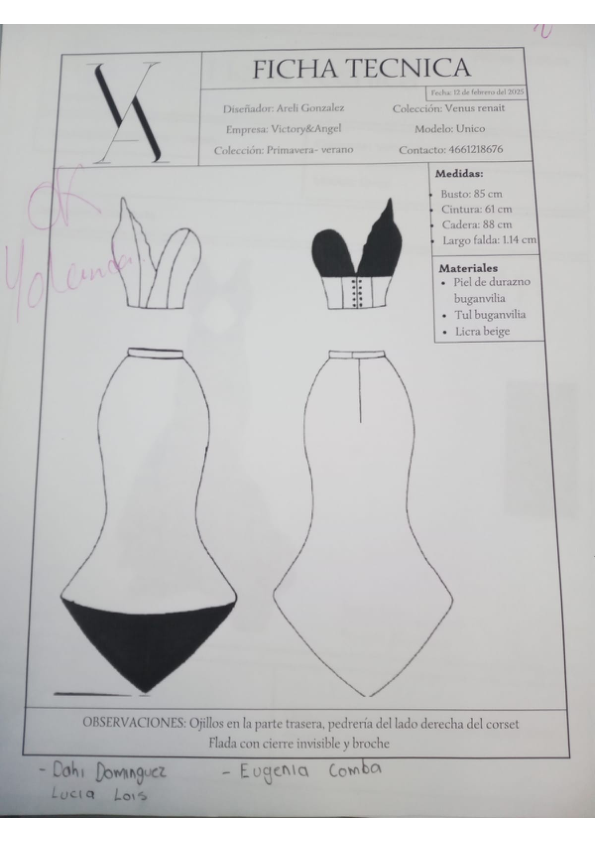 VA
FICHA TECNICA
Fecha: 12 de febrero del 2025
Diseñador: Areli Gonzalez
Colección: Venus renait
Empresa: Victory&Angel
Modelo: Unico
Colección: Primavera- verano
Contacto: 4661218676
OK
Yolanda
Medidas:
• Busto: 85 cm
• Cintura: 61 cm
• Cadera: 88 cm
• Largo falda: 1.14 cm
Materiales
• Piel de durazno
buganvilia
• Tul buganvilia
• Licra beige
OBSERVACIONES: Ojillos en la parte trasera, pedrería del lado derecha del corset
Flada con cierre invisible y broche
- Dahi Dominguez
- Eugenia Comba
Lucia Lois